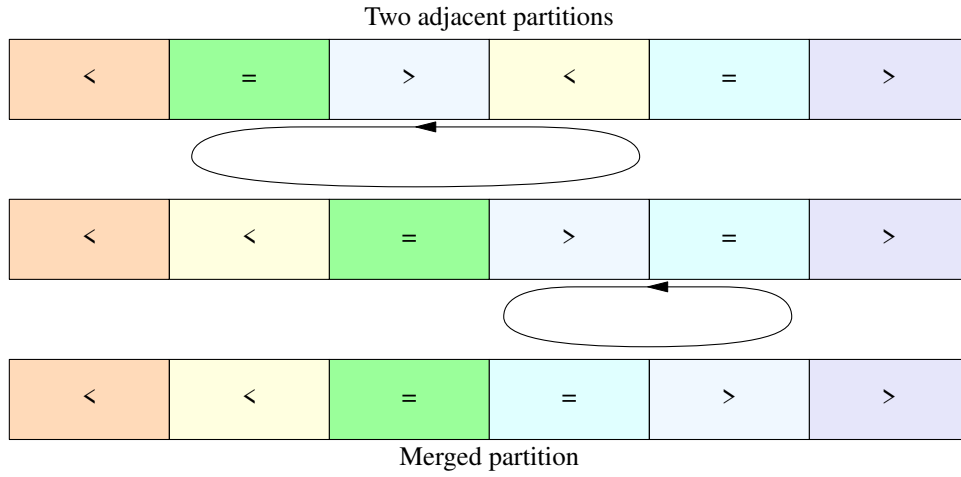 Two adjacent partitions
< = > < = >
< < = > = >
< < = = > >
Merged partition